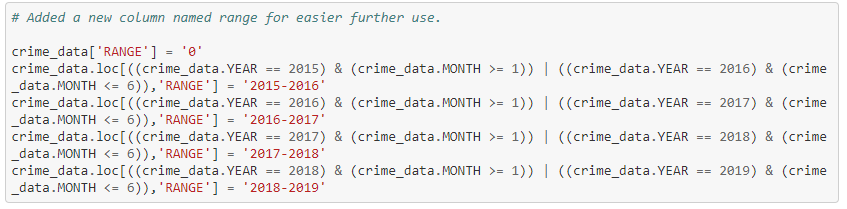 # Added a new column named range for easier further use.
crime_data['RANGE'] = '0'
crime_data.loc[((crime_data.YEAR == 2015) & (crime_data.MONTH >= 1)) | ((crime_data.YEAR == 2016) & (crime
_data.MONTH <= 6)),'RANGE'] = '2015-2016'
crime_data.loc[((crime_data.YEAR == 2016) & (crime_data.MONTH >= 1)) | ((crime_data.YEAR == 2017) & (crime
_data.MONTH <= 6)),'RANGE'] = '2016-2017'
crime_data.loc[((crime_data.YEAR == 2017) & (crime_data.MONTH >= 1)) | ((crime_data.YEAR == 2018) & (crime
_data.MONTH <= 6)),'RANGE'] = '2017-2018'
crime_data.loc[((crime_data.YEAR == 2018) & (crime_data.MONTH >= 1)) | ((crime_data.YEAR == 2019) & (crime
_data.MONTH <= 6)),'RANGE'] = '2018-2019'